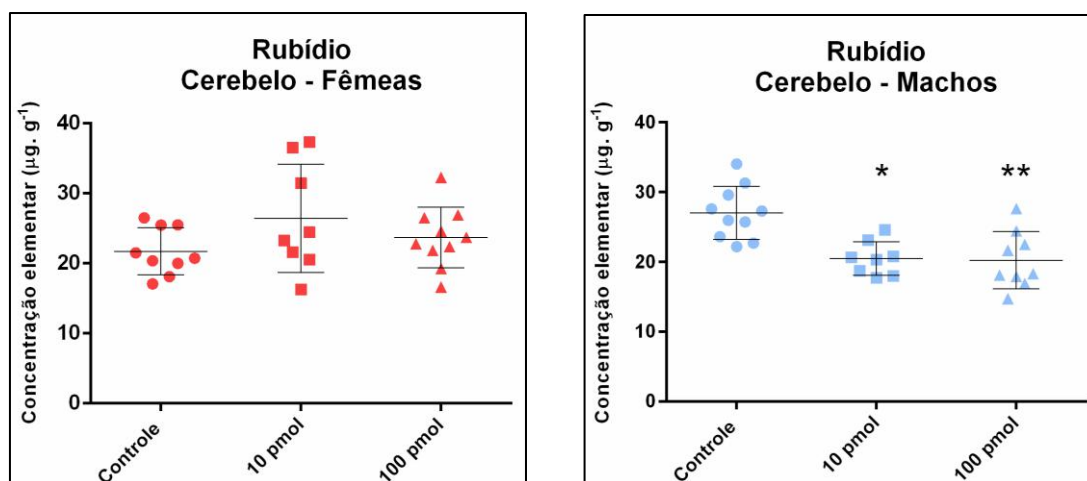 Rubídio
Cerebelo - Fêmeas
Concentração elementar (μg. g⁻¹)
40
30
20
10
0
Controle
10 pmol
100 pmol
Rubídio
Cerebelo - Machos
Concentração elementar (μg. g⁻¹)
40
30
20
10
0
*
**
Controle
10 pmol
100 pmol